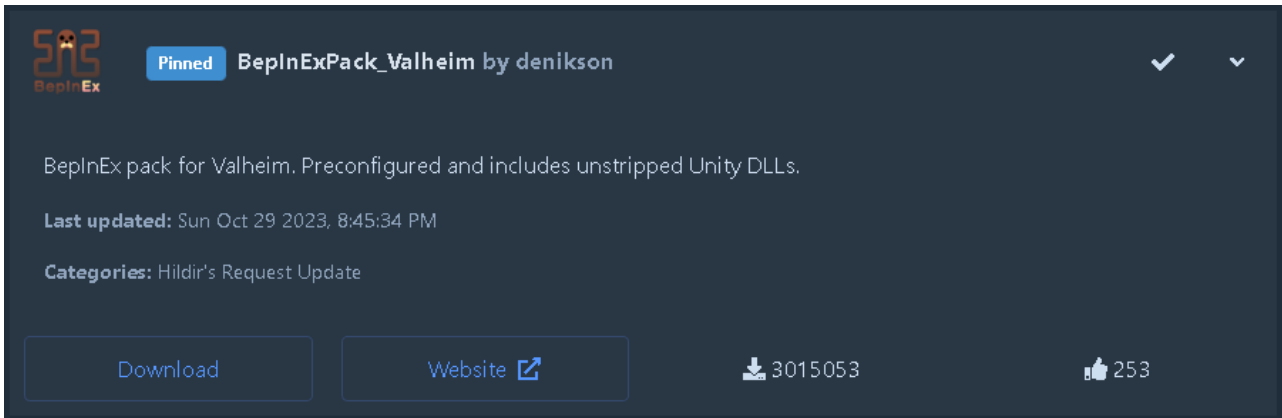 BepInEx
Pinned BepInExPack_Valheim by denikson
BepInEx pack for Valheim. Preconfigured and includes unstripped Unity DLLs.
Last updated: Sun Oct 29 2023, 8:45:34 PM
Categories: Hildir's Request Update
Download Website 3015053 253